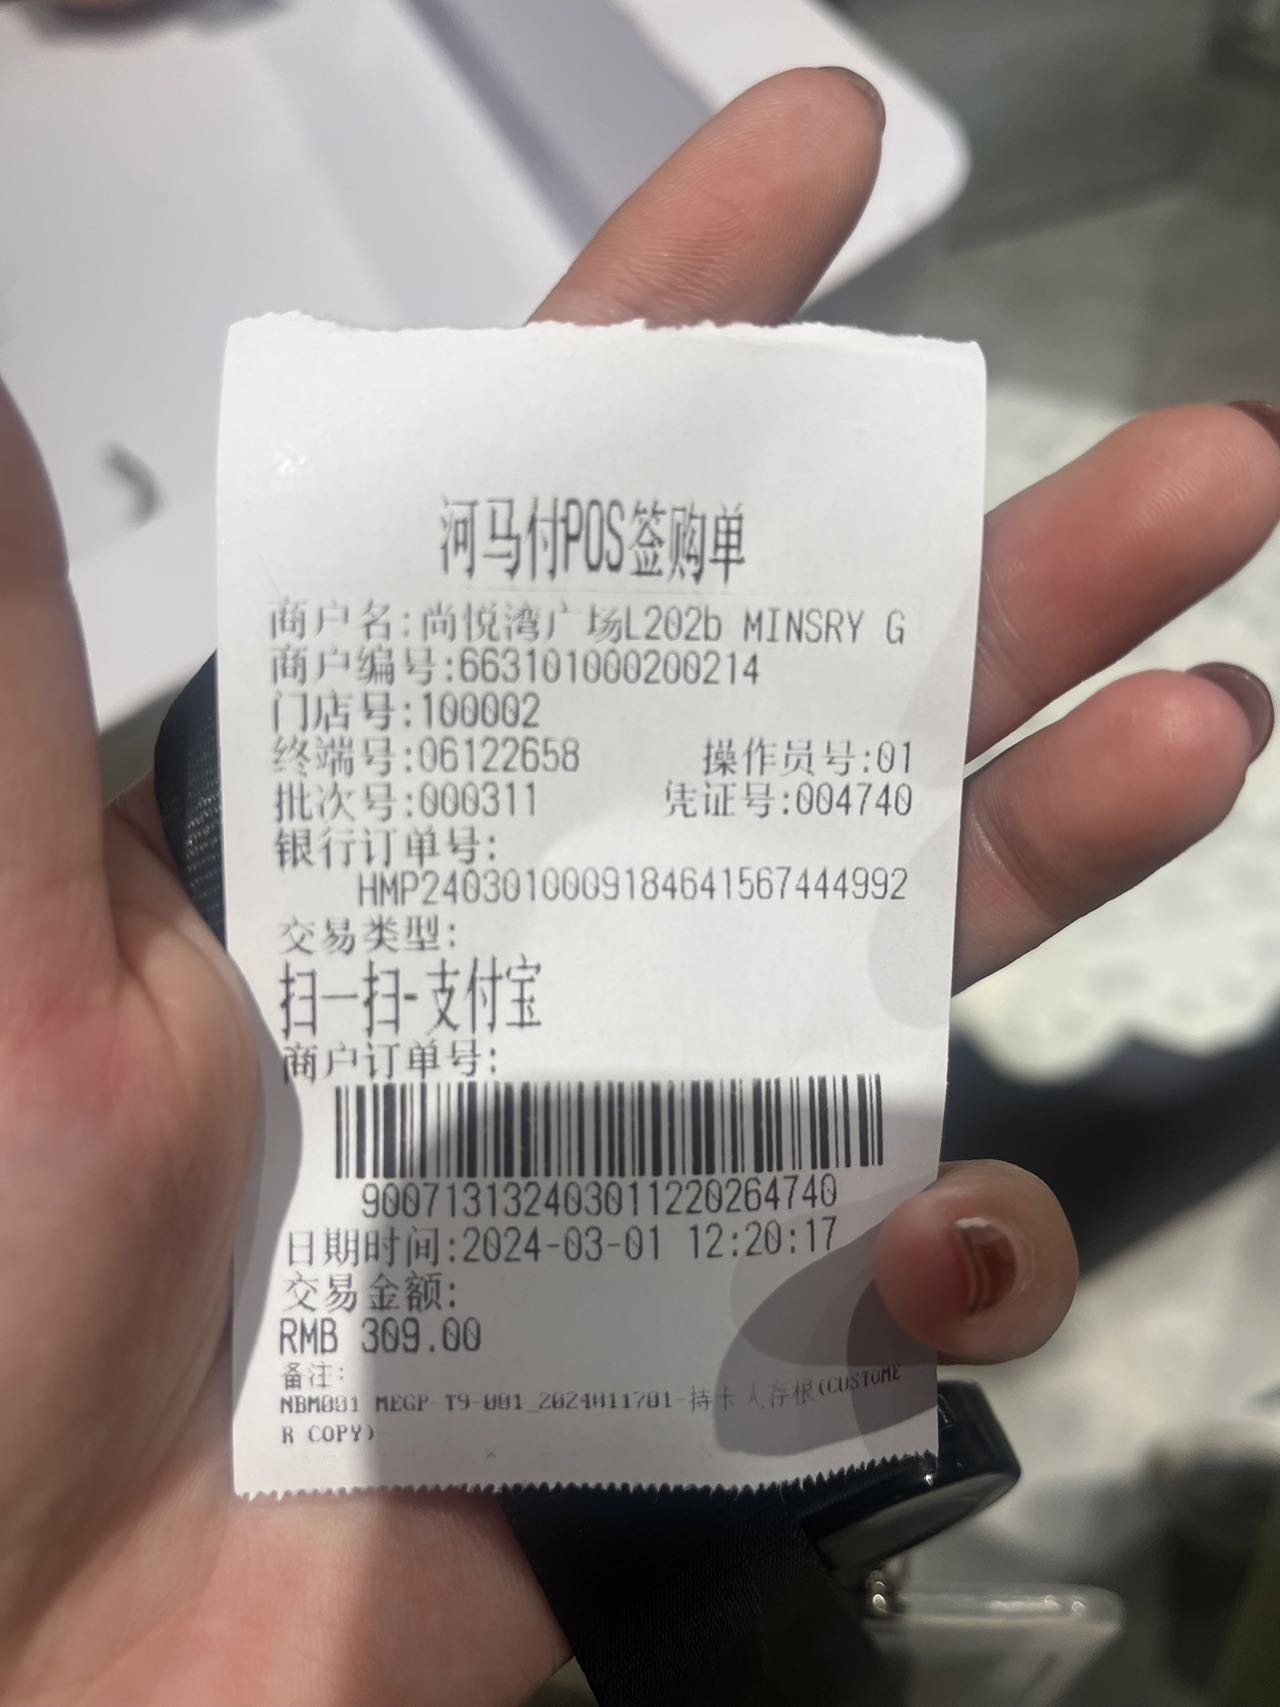 河马付POS签购单
商户名:尚悦湾广场L202b MINSRY G
商户编号:663101000200214
门店号:100002
终端号:06122658 操作员号:01
批次号:000311 凭证号:004740
银行订单号:
HMP240301000918464156744​4992
交易类型:
扫一扫-支付宝
商户订单号:
9007131324030112202647​40
日期时间:2024-03-01 12:20:17
交易金额:
RMB 309.00
备注:
NBM001 MEGP-T9-001_2024011701-持卡人存根(CUSTOME
R COPY)